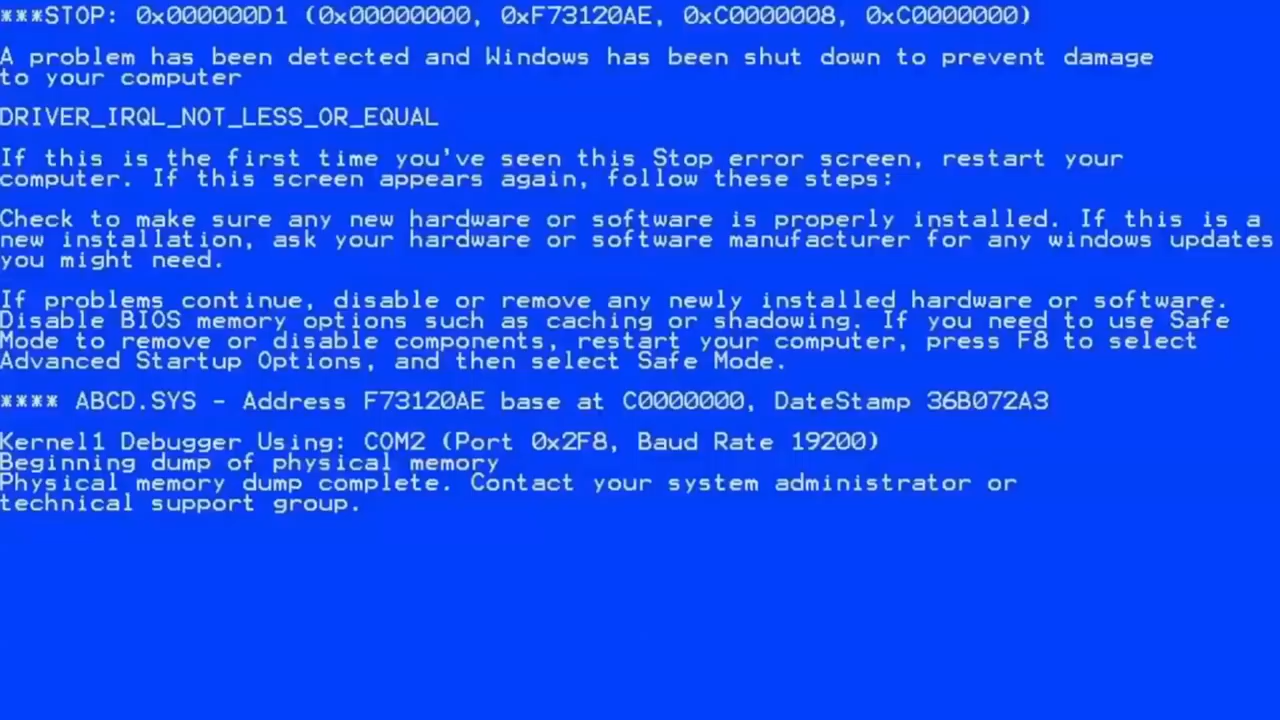 ***STOP: 0x000000D1 (0x00000000, 0xF73120AE, 0xC0000008, 0xC0000000)
A problem has been detected and Windows has been shut down to prevent damage
to your computer
DRIVER_IRQL_NOT_LESS_OR_EQUAL
If this is the first time you've seen this Stop error screen, restart your
computer. If this screen appears again, follow these steps:
Check to make sure any new hardware or software is properly installed. If this is a
new installation, ask your hardware or software manufacturer for any windows updates
you might need.
If problems continue, disable or remove any newly installed hardware or software.
Disable BIOS memory options such as caching or shadowing. If you need to use Safe
Mode to remove or disable components, restart your computer, press F8 to select
Advanced Startup Options, and then select Safe Mode.
**** ABCD.SYS - Address F73120AE base at C0000000, DateStamp 36B072A3
Kernel1 Debugger Using: COM2 (Port 0x2F8, Baud Rate 19200)
Beginning dump of physical memory
Physical memory dump complete. Contact your system administrator or
technical support group.